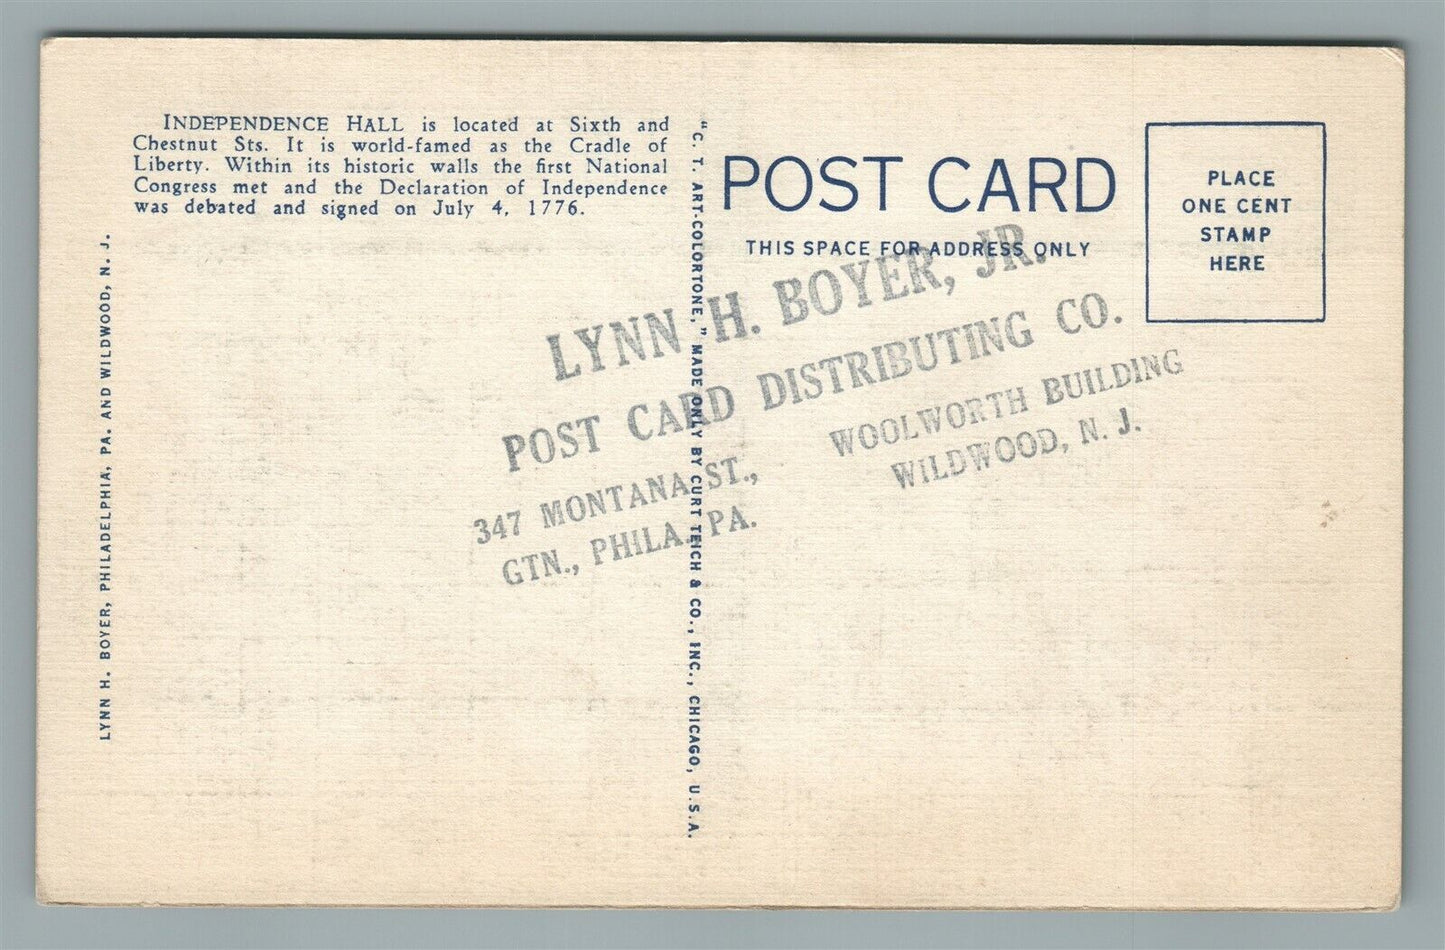 INDEPENDENCE HALL is located at Sixth and
Chestnut Sts. It is world-famed as the Cradle of
Liberty. Within its historic walls the first National
Congress met and the Declaration of Independence
was debated and signed on July 4, 1776.
LYNN H. BOYER, PHILADELPHIA, PA. AND WILDWOOD, N. J.
"C. T. ART-COLORTONE," MADE ONLY BY CURT TEICH & CO., INC., CHICAGO, U.S.A.
POST CARD
THIS SPACE FOR ADDRESS ONLY
PLACE
ONE CENT
STAMP
HERE
LYNN H. BOYER, JR.
POST CARD DISTRIBUTING CO.
347 MONTANA ST.,
GTN., PHILA., PA.
WOOLWORTH BUILDING
WILDWOOD, N. J.